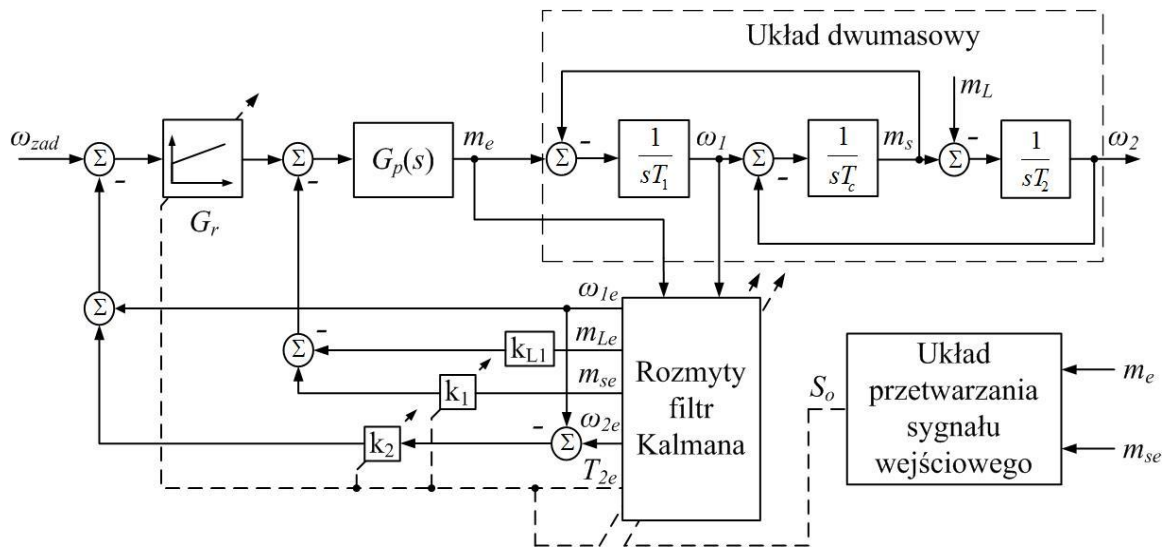 Układ dwumasowy
m_L
ω_zad
Σ
-
G_r
Σ
-
G_p(s)
m_e
Σ
-
1/sT_1
ω_1
Σ
-
1/sT_c
m_s
Σ
-
1/sT_2
ω_2
Σ
ω_1e
Σ
-
k_L1
m_Le
k_1
m_se
k_2
-
Σ
ω_2e
T_2e
Rozmyty
filtr
Kalmana
S_o
Układ
przetwarzania
sygnału
wejściowego
m_e
m_se